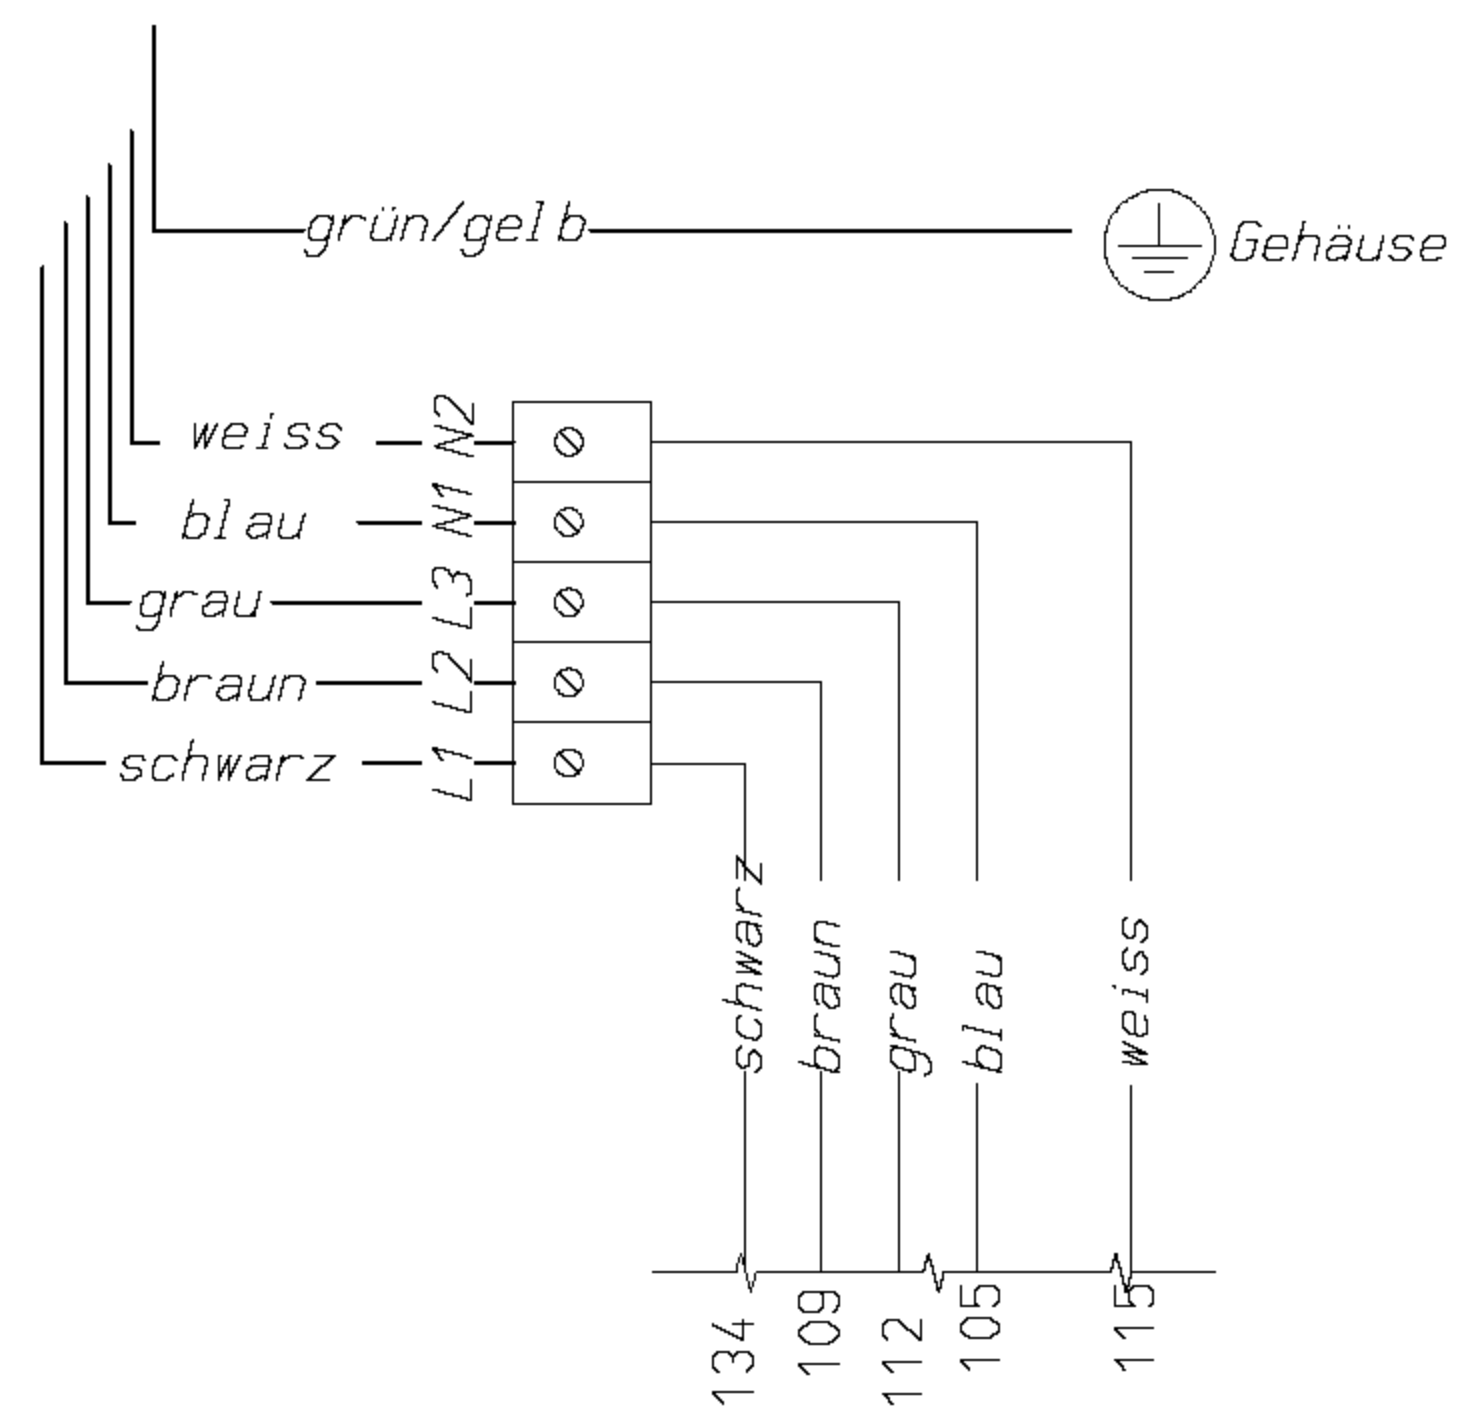 grün/gelb
Gehäuse
weiss N2
blau N1
grau L3
braun L2
schwarz L1
schwarz
braun
grau
blau
weiss
134
109
112
105
115